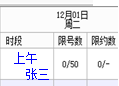 12月01日
周二
时段 限号数 限约数
上午 0/50 0/-
张三